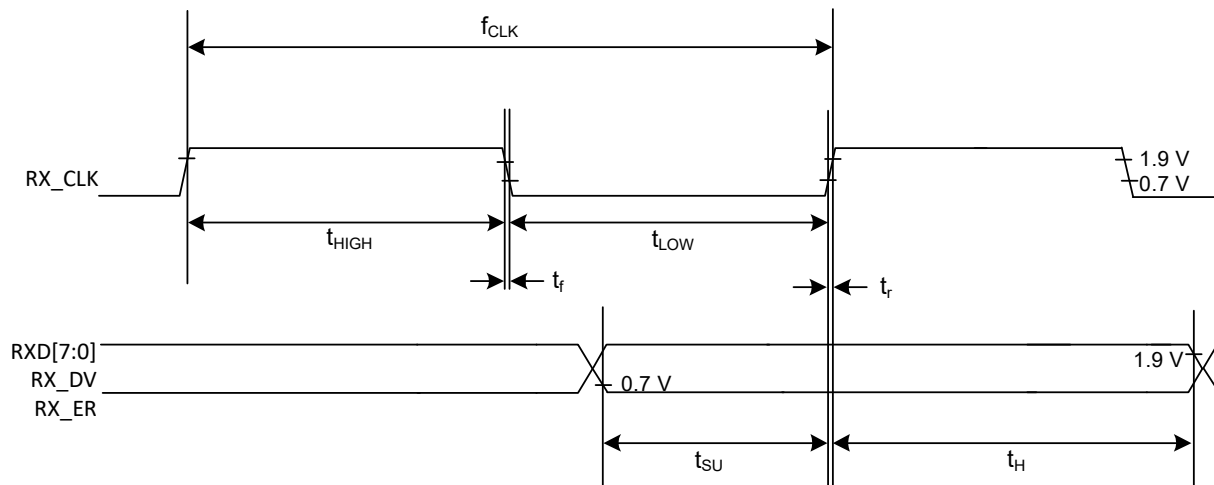 fCLK
RX_CLK
1.9 V
0.7 V
tHIGH
tLOW
tf
tr
RXD[7:0]
RX_DV
RX_ER
0.7 V
1.9 V
tSU
tH